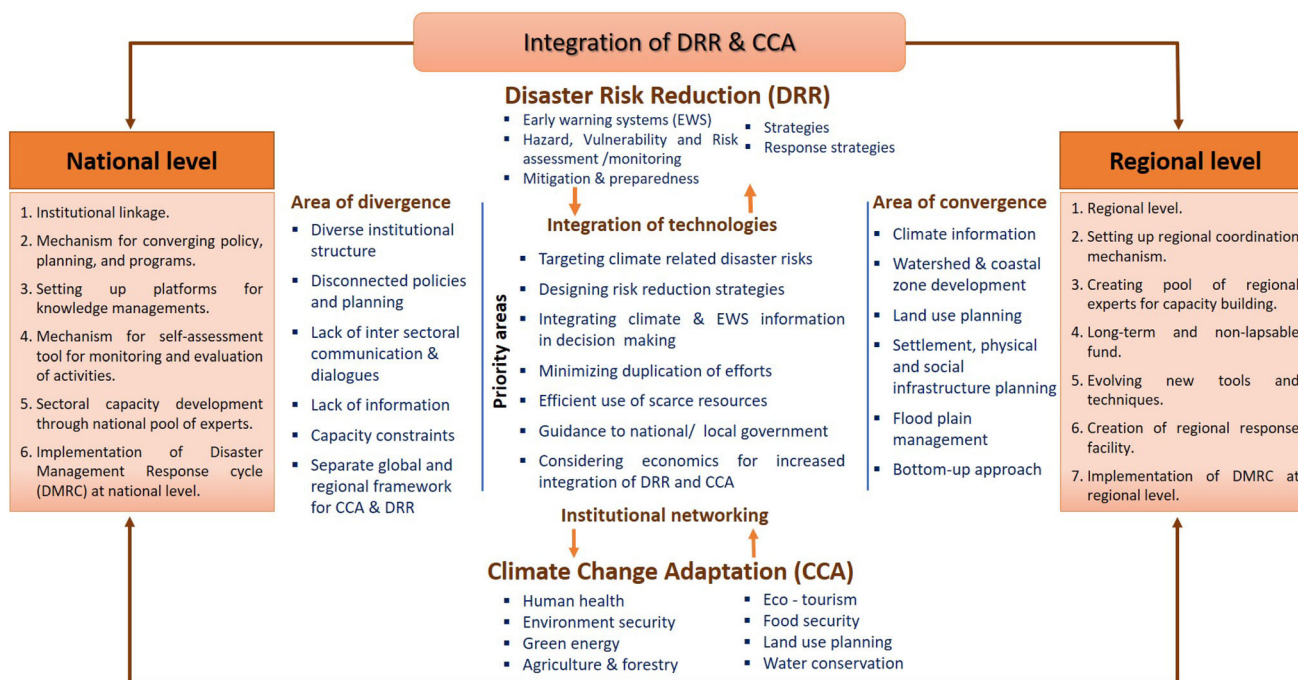 Integration of DRR & CCA
Disaster Risk Reduction (DRR)
▪ Early warning systems (EWS)
▪ Hazard, Vulnerability and Risk
assessment /monitoring
▪ Mitigation & preparedness
▪ Strategies
▪ Response strategies
National level
1. Institutional linkage.
2. Mechanism for converging policy,
planning, and programs.
3. Setting up platforms for
knowledge managements.
4. Mechanism for self-assessment
tool for monitoring and evaluation
of activities.
5. Sectoral capacity development
through national pool of experts.
6. Implementation of Disaster
Management Response cycle
(DMRC) at national level.
Area of divergence
▪ Diverse institutional
structure
▪ Disconnected policies
and planning
▪ Lack of inter sectoral
communication &
dialogues
▪ Lack of information
▪ Capacity constraints
▪ Separate global and
regional framework
for CCA & DRR
Priority areas
Integration of technologies
▪ Targeting climate related disaster risks
▪ Designing risk reduction strategies
▪ Integrating climate & EWS information
in decision making
▪ Minimizing duplication of efforts
▪ Efficient use of scarce resources
▪ Guidance to national/ local government
▪ Considering economics for increased
integration of DRR and CCA
Institutional networking
Area of convergence
▪ Climate information
▪ Watershed & coastal
zone development
▪ Land use planning
▪ Settlement, physical
and social
infrastructure planning
▪ Flood plain
management
▪ Bottom-up approach
Regional level
1. Regional level.
2. Setting up regional coordination
mechanism.
3. Creating pool of regional
experts for capacity building.
4. Long-term and non-lapsable
fund.
5. Evolving new tools and
techniques.
6. Creation of regional response
facility.
7. Implementation of DMRC at
regional level.
Climate Change Adaptation (CCA)
▪ Human health
▪ Environment security
▪ Green energy
▪ Agriculture & forestry
▪ Eco - tourism
▪ Food security
▪ Land use planning
▪ Water conservation